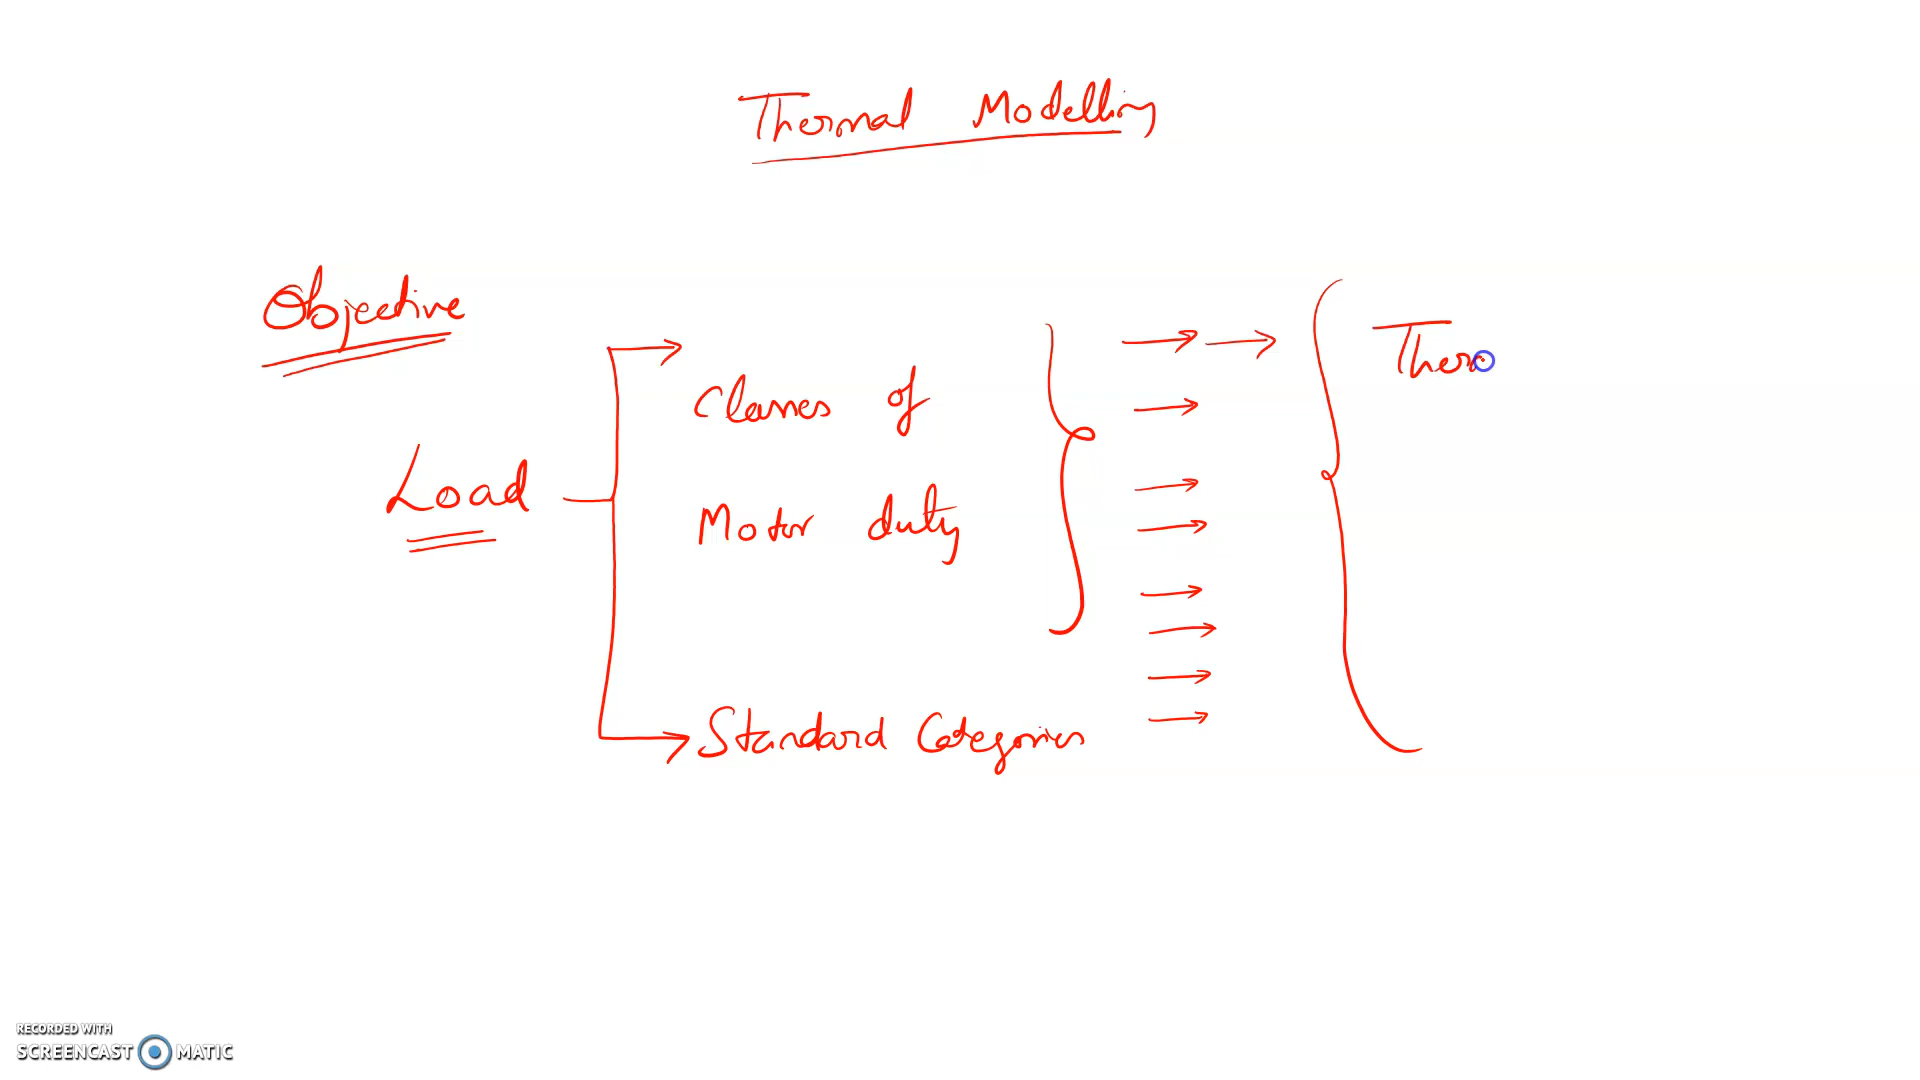 Thermal Modelling
Objective
Classes of
Load
Motor duty
Standard Categories
Ther
RECORDED WITH
SCREENCAST MATIC